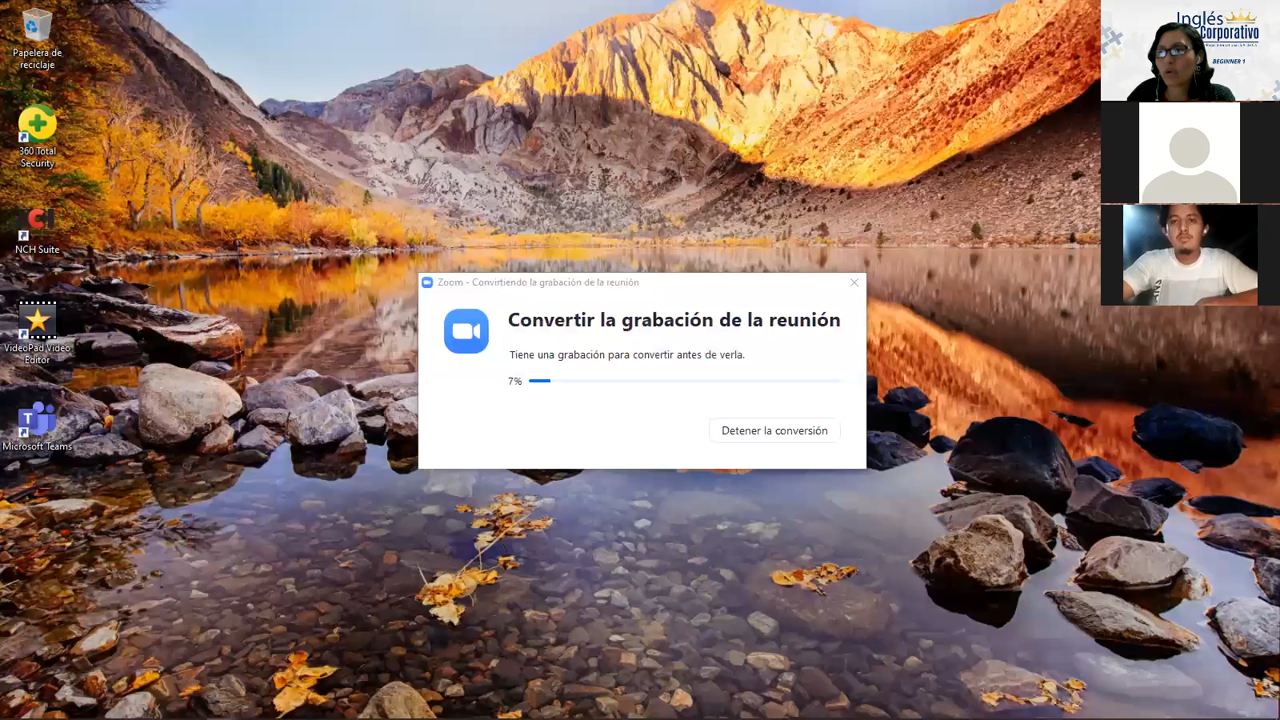 Papelera de
reciclaje
360 Total
Security
NCH Suite
VideoPad Video
Editor
Microsoft Teams
Zoom - Convirtiendo la grabación de la reunión
Convertir la grabación de la reunión
Tiene una grabación para convertir antes de verla.
7%
Detener la conversión
Inglés
Corporativo
BEGINNER 1